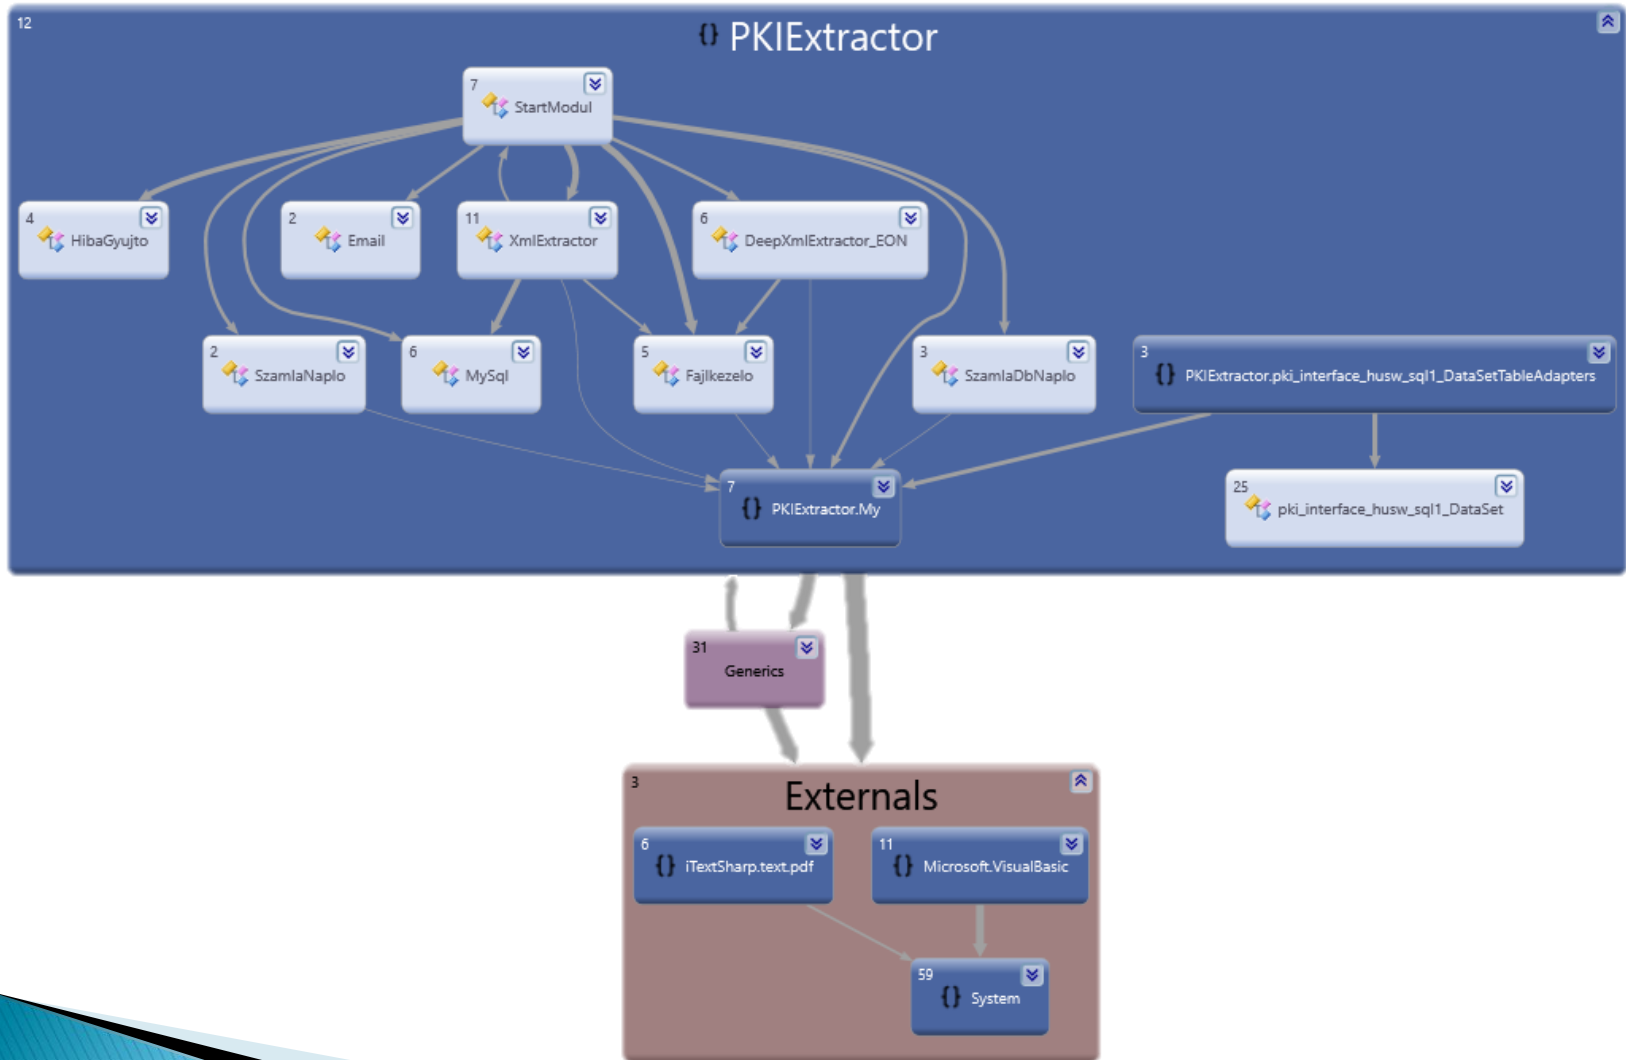 12
{} PKIExtractor
7
StartModul
4
HibaGyujto
2
Email
11
XmlExtractor
6
DeepXmlExtractor_EON
2
SzamlaNaplo
6
MySql
5
Fajlkezelo
3
SzamlaDbNaplo
3
{} PKIExtractor.pki_interface_husw_sql1_DataSetTableAdapters
7
{} PKIExtractor.My
25
pki_interface_husw_sql1_DataSet
31
Generics
3
Externals
6
{} iTextSharp.text.pdf
11
{} Microsoft.VisualBasic
59
{} System